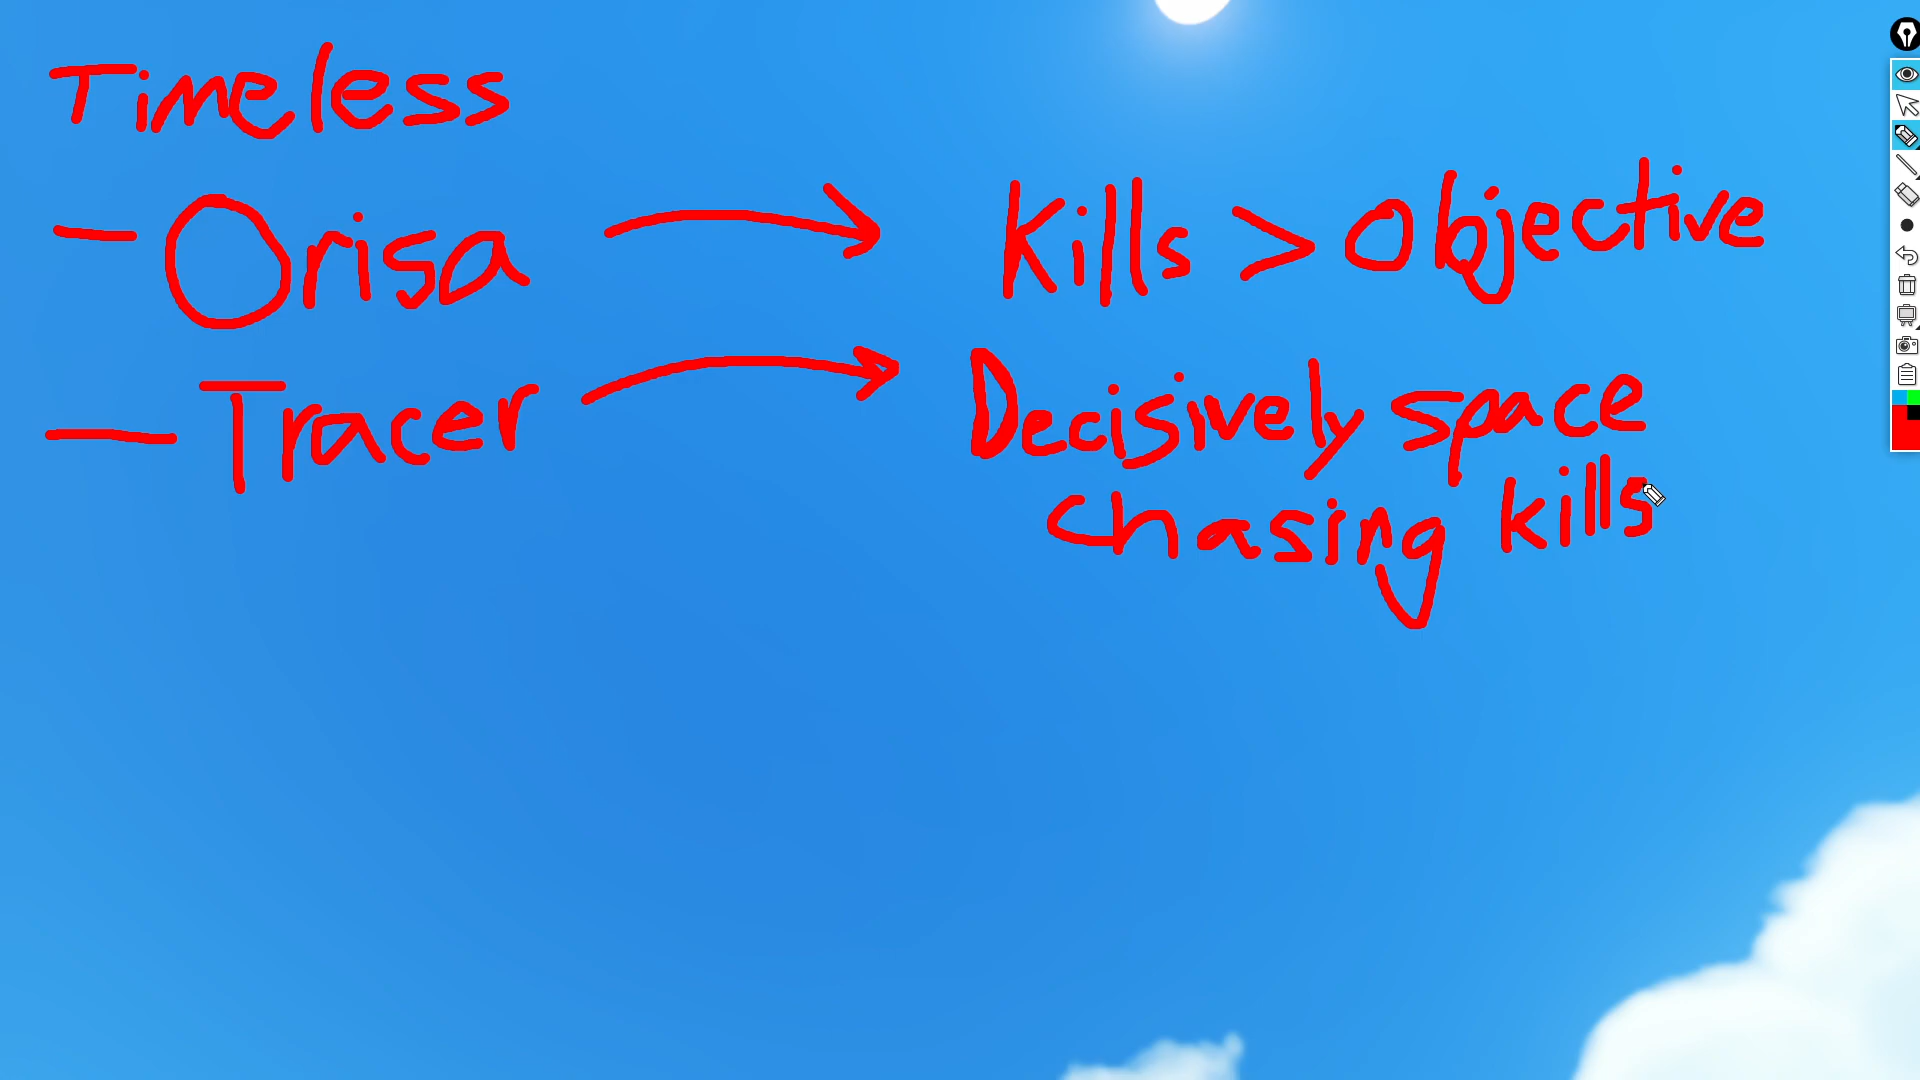 Timeless
- Orisa → Kills > Objective
- Tracer → Decisively space
chasing kills